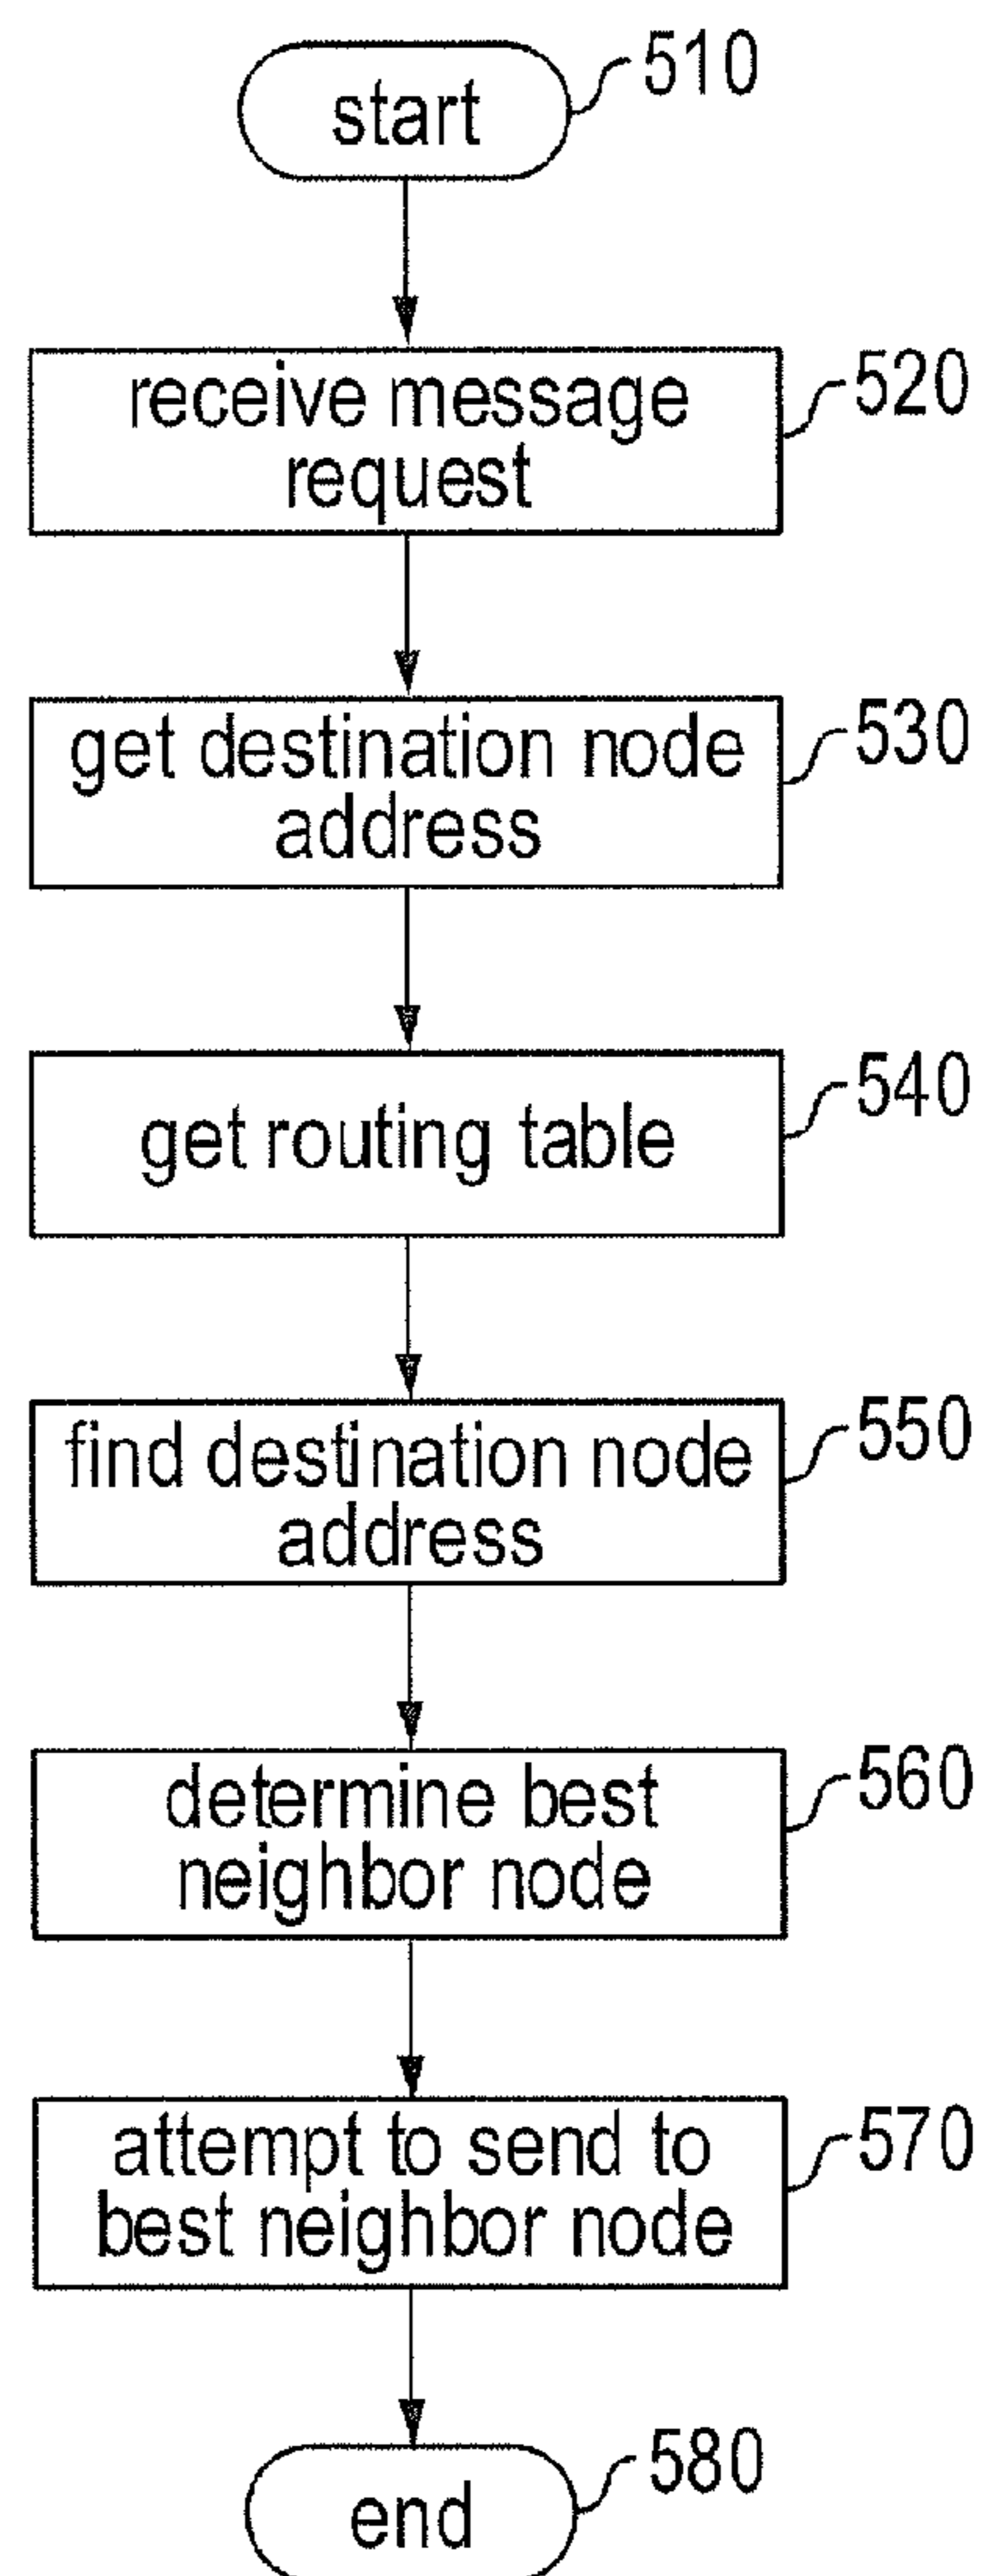 start
510
receive message
request
520
get destination node
address
530
get routing table
540
find destination node
address
550
determine best
neighbor node
560
attempt to send to
best neighbor node
570
end
580